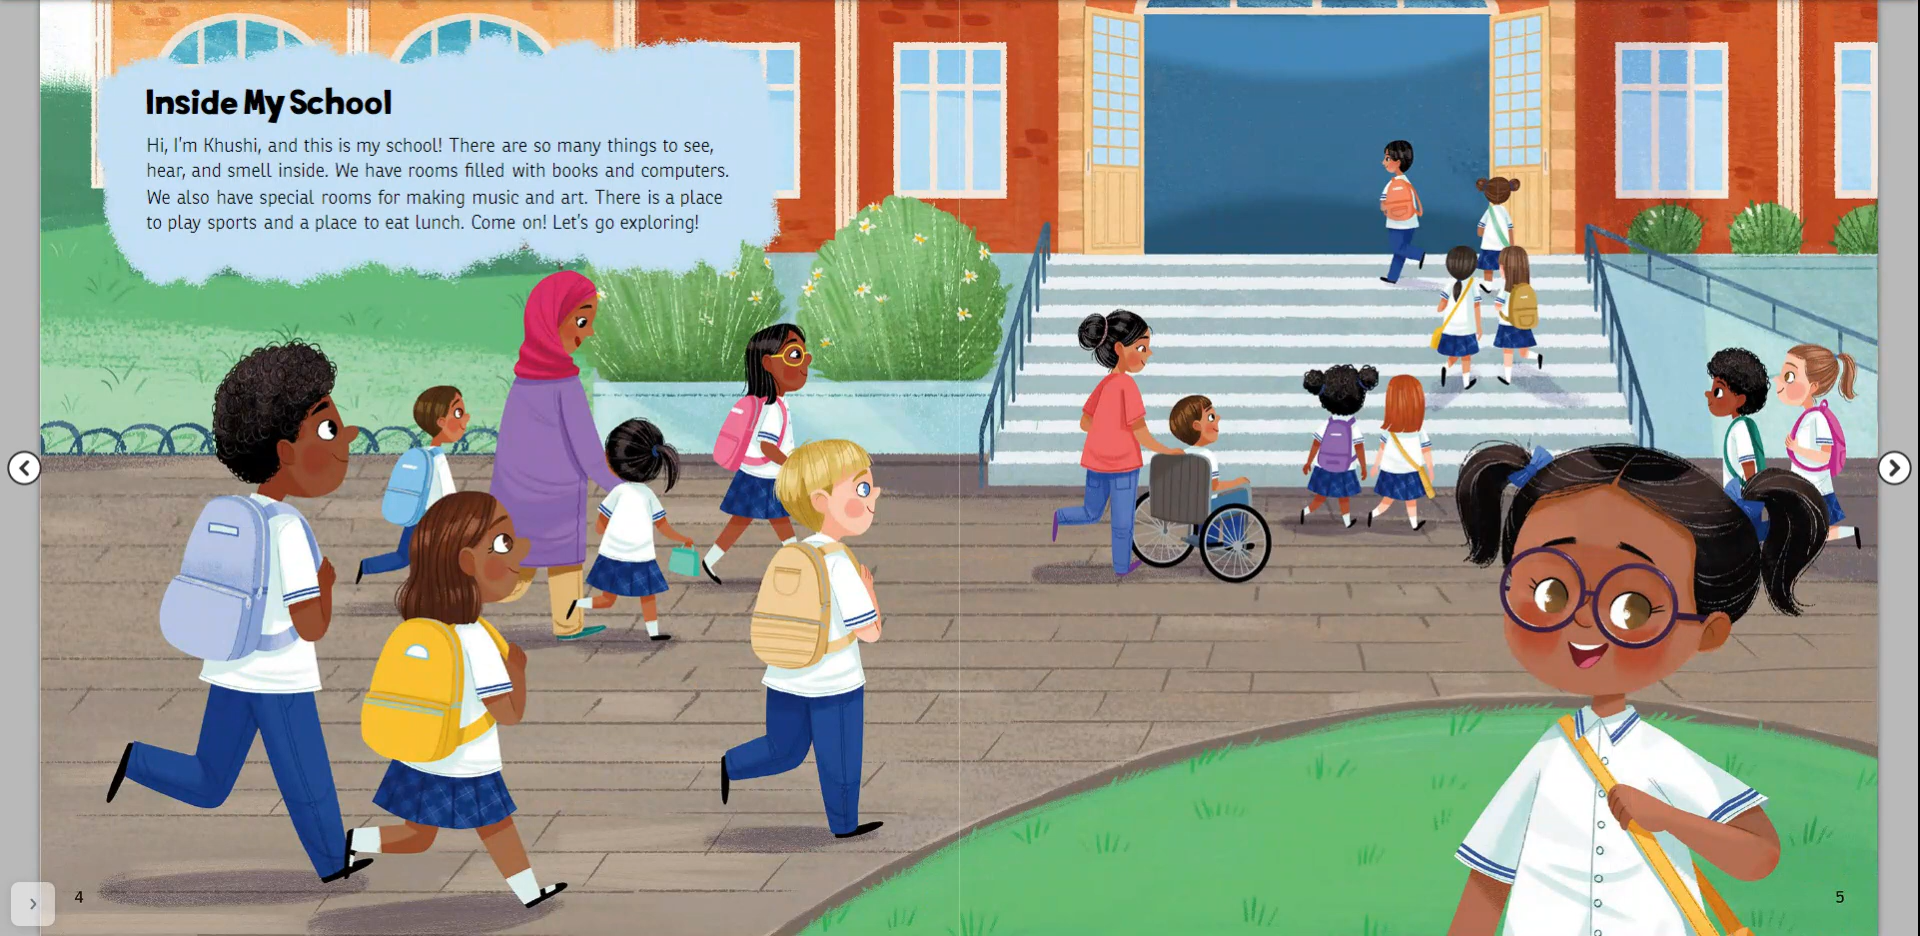 Inside My School
Hi, I'm Khushi, and this is my school! There are so many things to see,
hear, and smell inside. We have rooms filled with books and computers.
We also have special rooms for making music and art. There is a place
to play sports and a place to eat lunch. Come on! Let's go exploring!
4
5